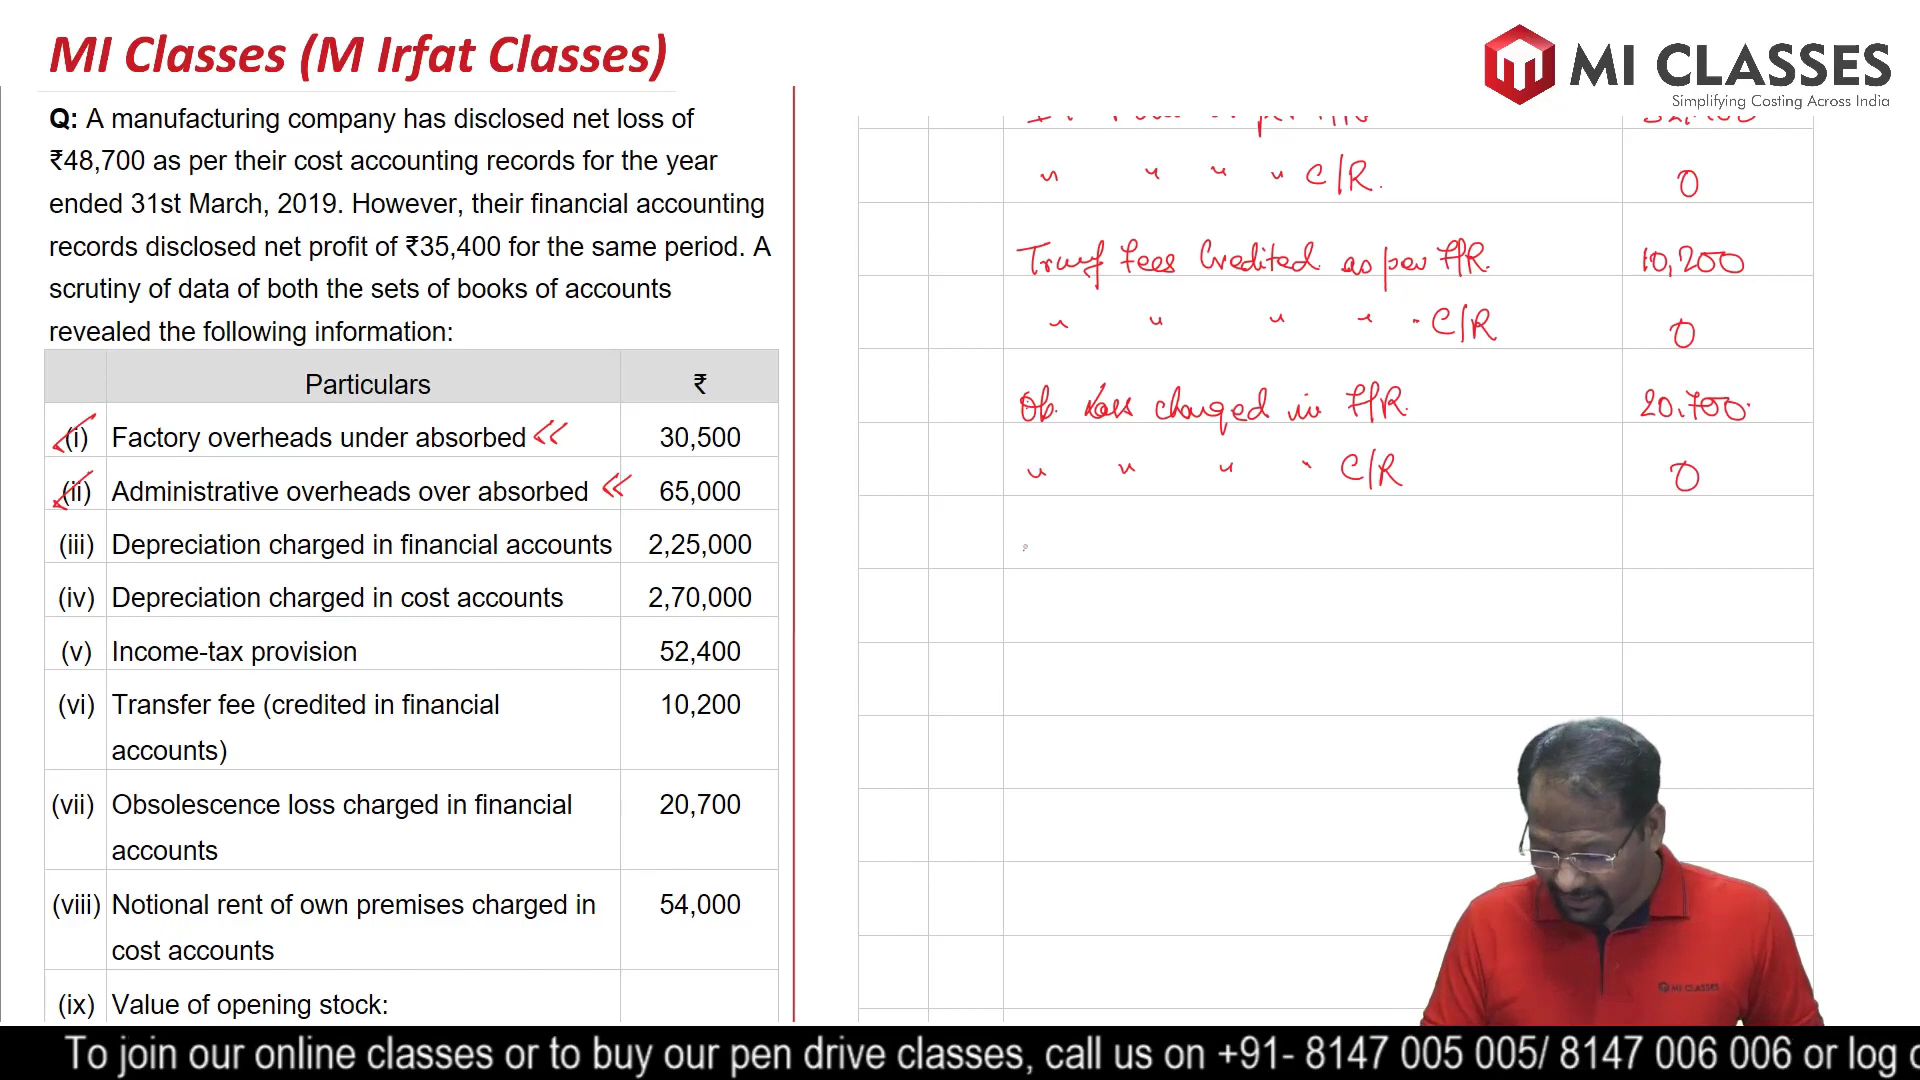 MI Classes (M Irfat Classes)
MI CLASSES
Simplifying Costing Across India
Q: A manufacturing company has disclosed net loss of
₹48,700 as per their cost accounting records for the year
ended 31st March, 2019. However, their financial accounting
records disclosed net profit of ₹35,400 for the same period. A
scrutiny of data of both the sets of books of accounts
revealed the following information:
Particulars ₹
(i) Factory overheads under absorbed 30,500
(ii) Administrative overheads over absorbed 65,000
(iii) Depreciation charged in financial accounts 2,25,000
(iv) Depreciation charged in cost accounts 2,70,000
(v) Income-tax provision 52,400
(vi) Transfer fee (credited in financial 10,200
accounts)
(vii) Obsolescence loss charged in financial 20,700
accounts
(viii) Notional rent of own premises charged in 54,000
cost accounts
(ix) Value of opening stock:
" " " " C/R. 0
Fees Credited as per F/R. 10,200
" " " " C/R 0
Ob. Loss charged in F/R. 20,700
" " " " C/R 0
MI CLASSES
To join our online classes or to buy our pen drive classes, call us on +91- 8147 005 005/ 8147 006 006 or log